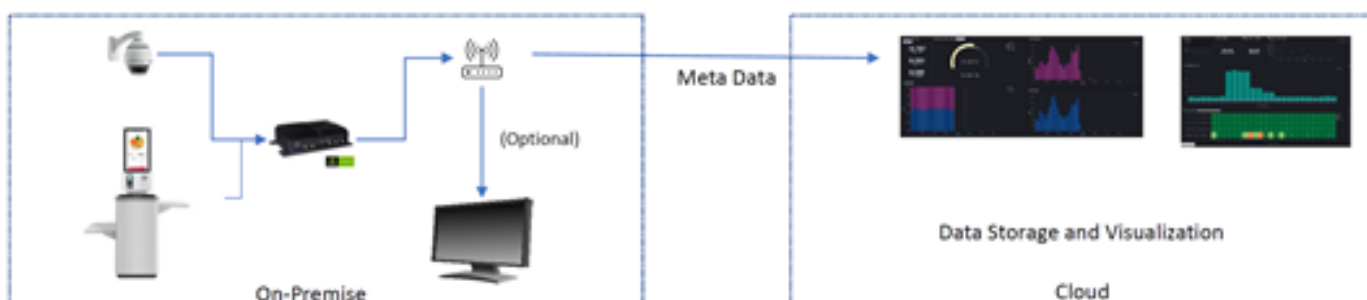 Meta Data
(Optional)
Data Storage and Visualization
On-Premise
Cloud